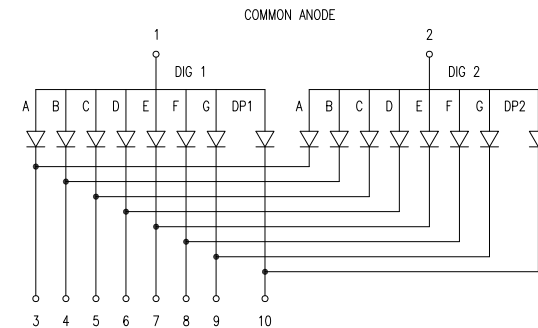 COMMON ANODE
1 2
DIG 1 DIG 2
A B C D E F G DP1 A B C D E F G DP2
3 4 5 6 7 8 9 10